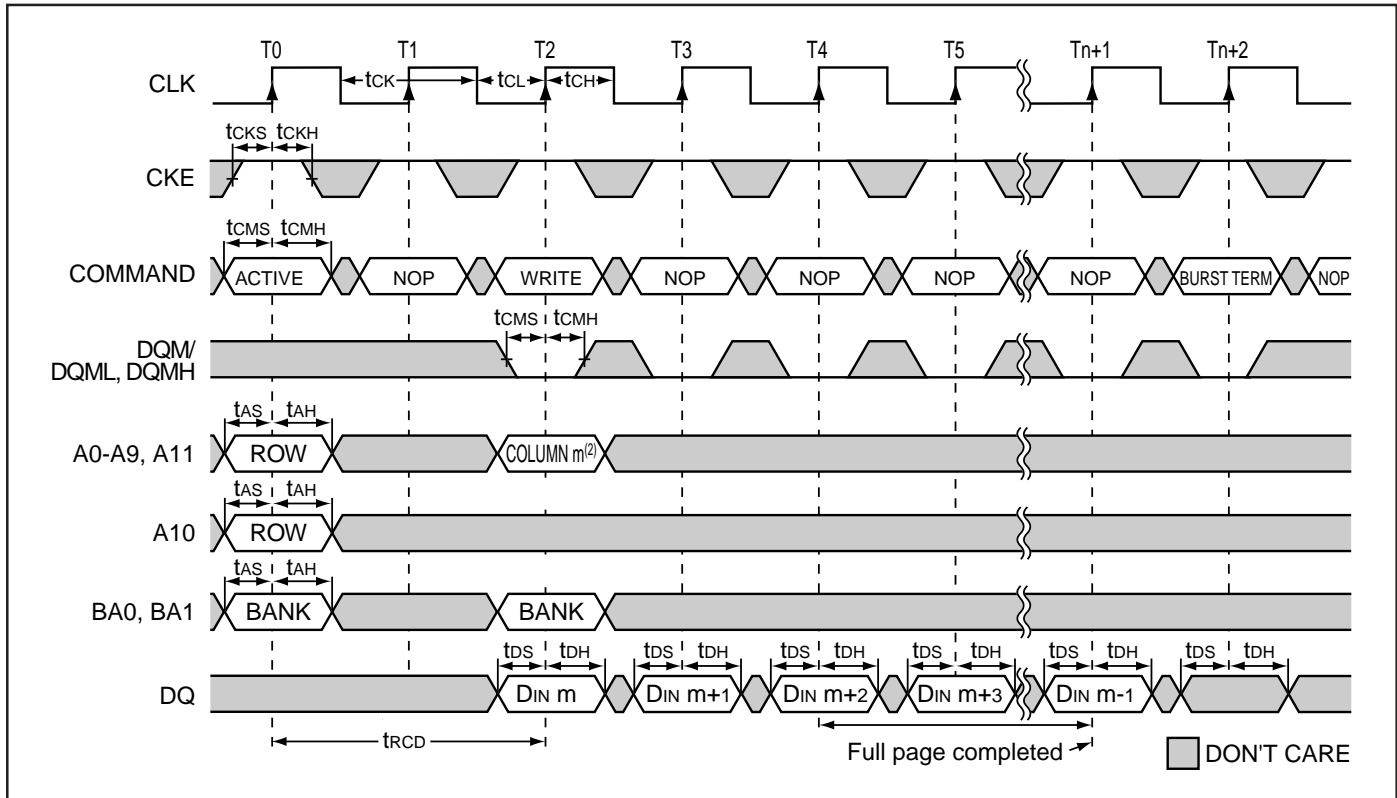 T0 T1 T2 T3 T4 T5 Tn+1 Tn+2
CLK
tCK tCL tCH
tCKS tCKH
CKE
tCMS tCMH
COMMAND ACTIVE NOP WRITE NOP NOP NOP NOP BURST TERM NOP
tCMS tCMH
DQM/
DQML, DQMH
tAS tAH
A0-A9, A11 ROW COLUMN m(2)
tAS tAH
A10 ROW
tAS tAH
BA0, BA1 BANK BANK
tDS tDH tDS tDH tDS tDH tDS tDH tDS tDH tDS tDH
DQ DIN m DIN m+1 DIN m+2 DIN m+3 DIN m-1
tRCD
Full page completed
DON'T CARE